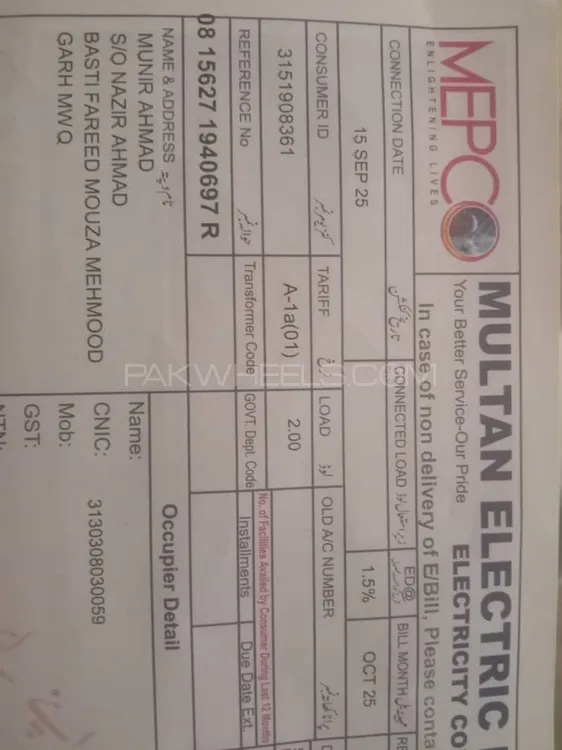 MEPCO
ENLIGHTENING LIVES
MULTAN ELECTRIC
ELECTRICITY CO
Your Better Service-Our Pride
In case of non delivery of E/Bill, Please conta
CONNECTION DATE
CONNECTED LOAD
ED@
BILL MONTH
15 SEP 25
1.5%
OCT 25
CONSUMER ID
TARIFF
LOAD
OLD A/C NUMBER
3151908361
A-1a(01)
2.00
No. of Facilities Availed by Consumer During Last 12 Months
REFERENCE No
Transformer Code
GOVT. Dept. Code
Installments
Due Date Ext.
08 15627 1940697 R
NAME & ADDRESS
MUNIR AHMAD
S/O NAZIR AHMAD
BASTI FAREED MOUZA MEHMOOD
GARH MWQ
Occupier Detail
Name:
CNIC: 3130308030059
Mob:
GST:
NTN:
PAKWHEELS.COM